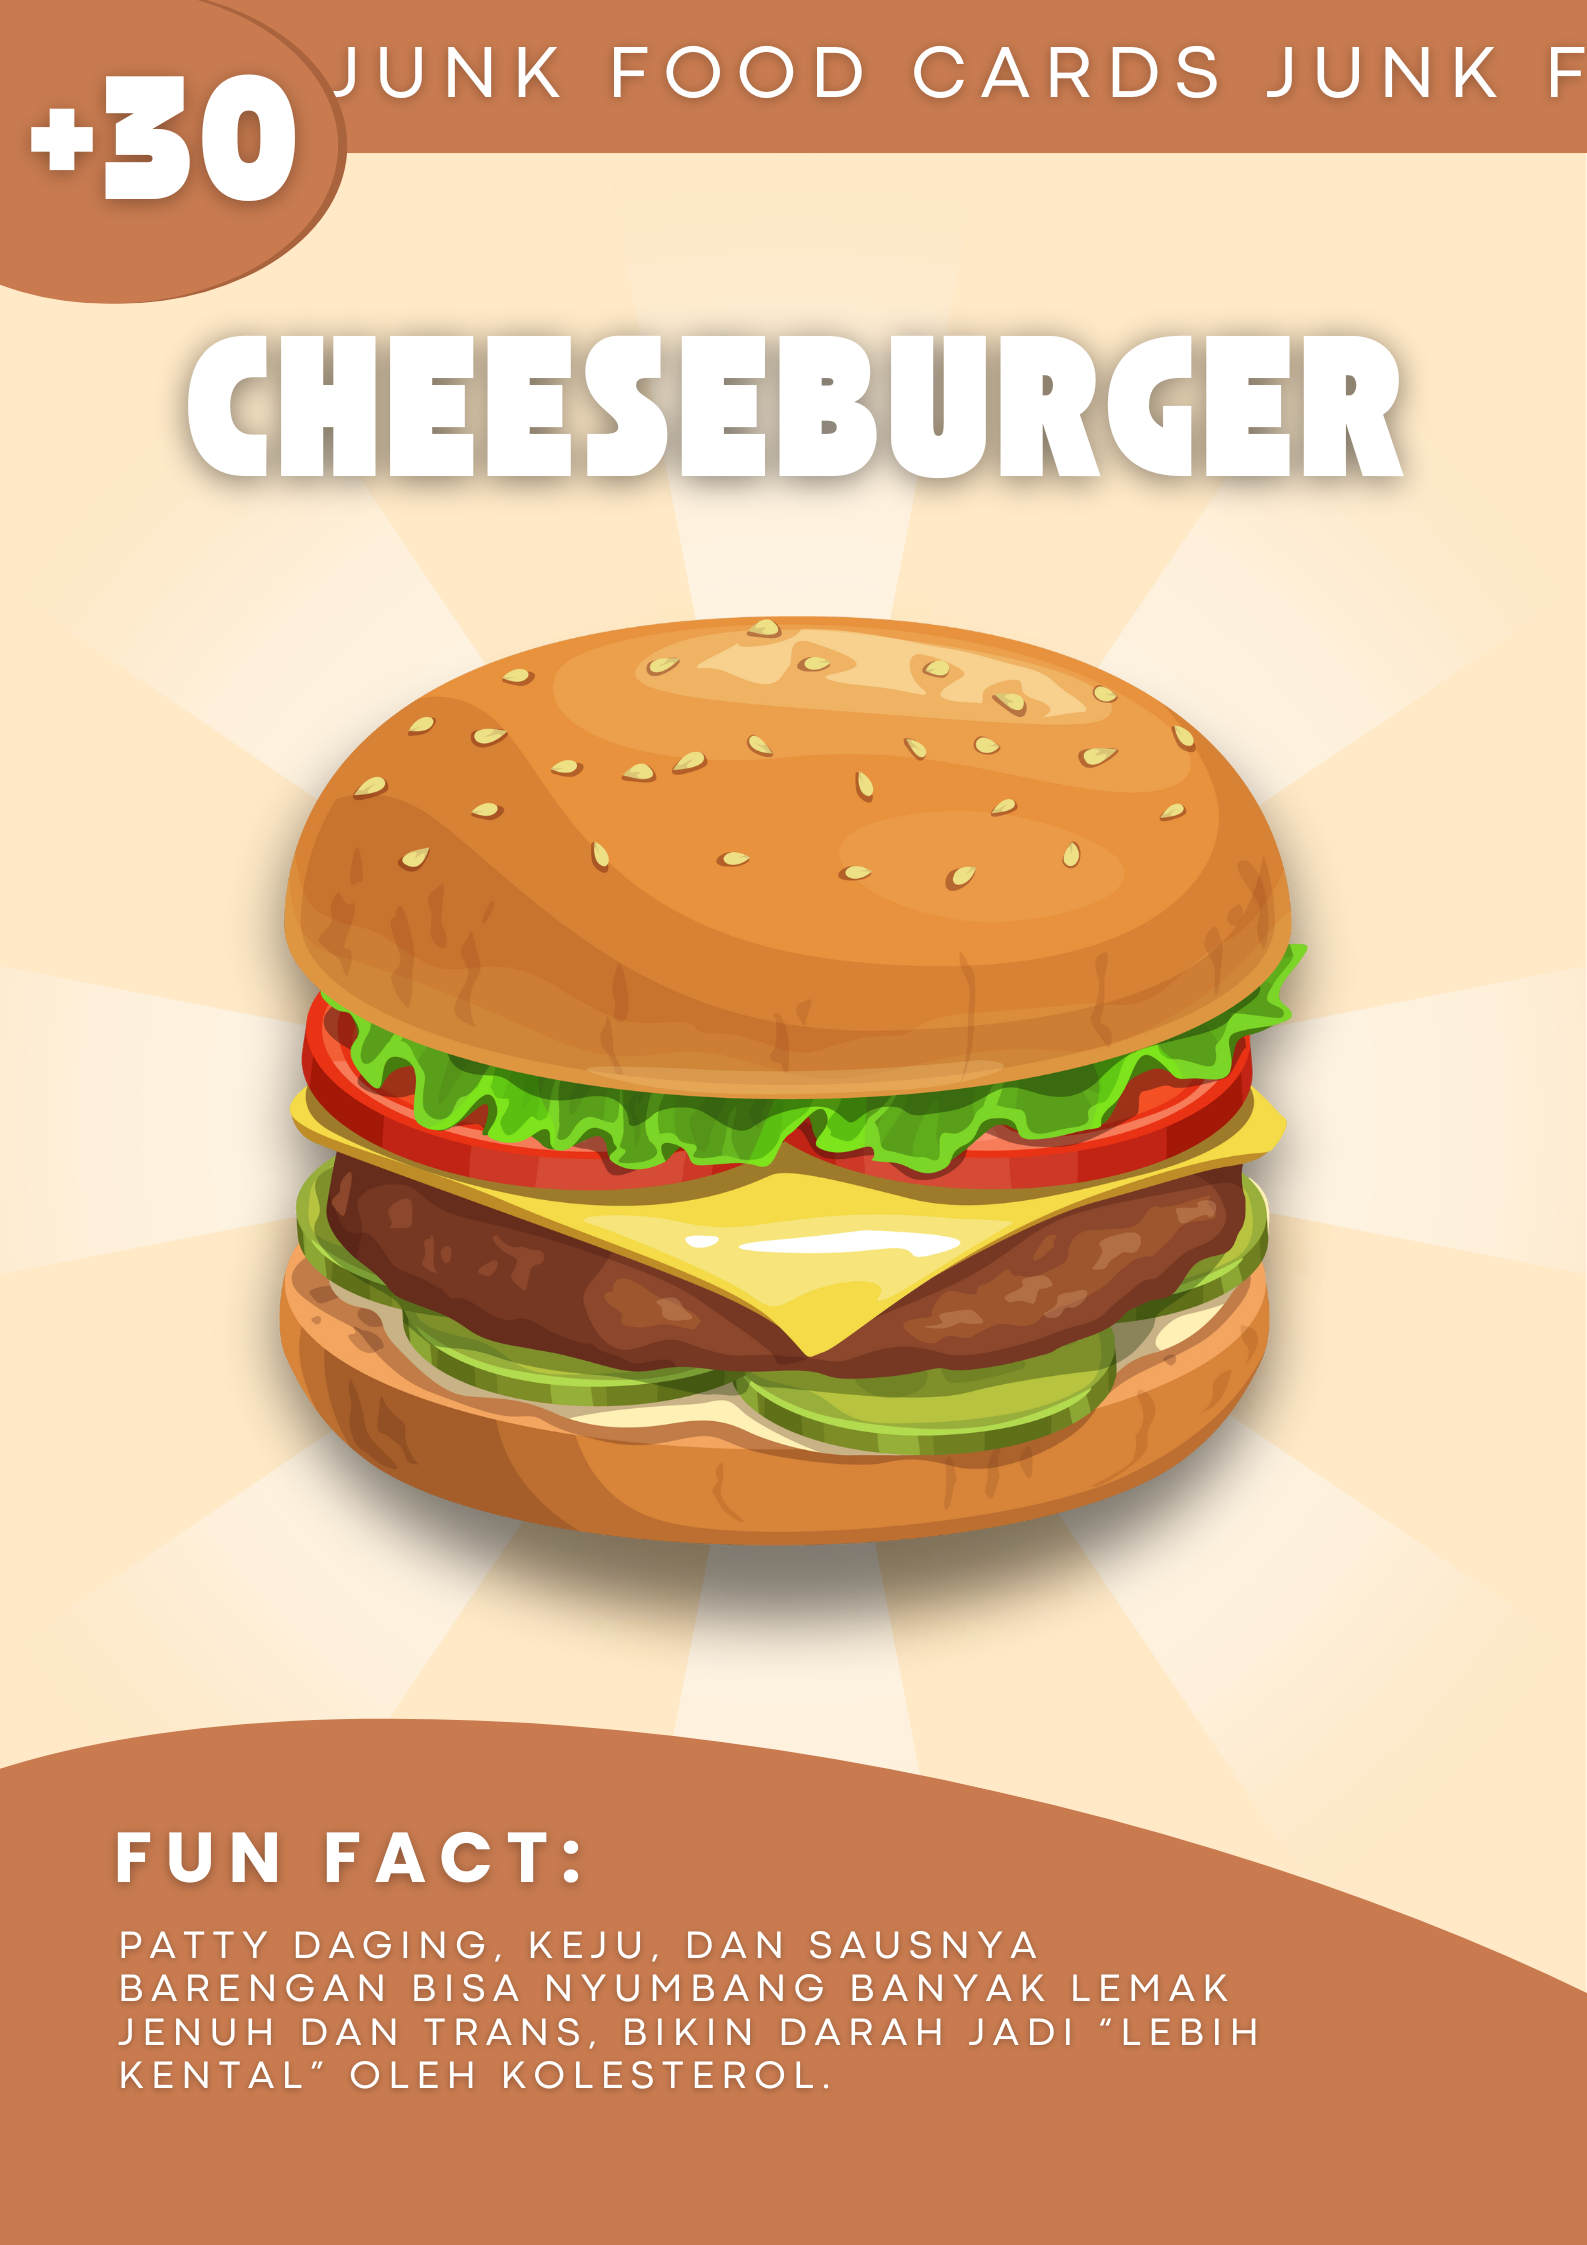 JUNK FOOD CARDS JUNK F
+30
CHEESEBURGER
FUN FACT:
PATTY DAGING, KEJU, DAN SAUSNYA
BARENGAN BISA NYUMBANG BANYAK LEMAK
JENUH DAN TRANS, BIKIN DARAH JADI “LEBIH
KENTAL” OLEH KOLESTEROL.